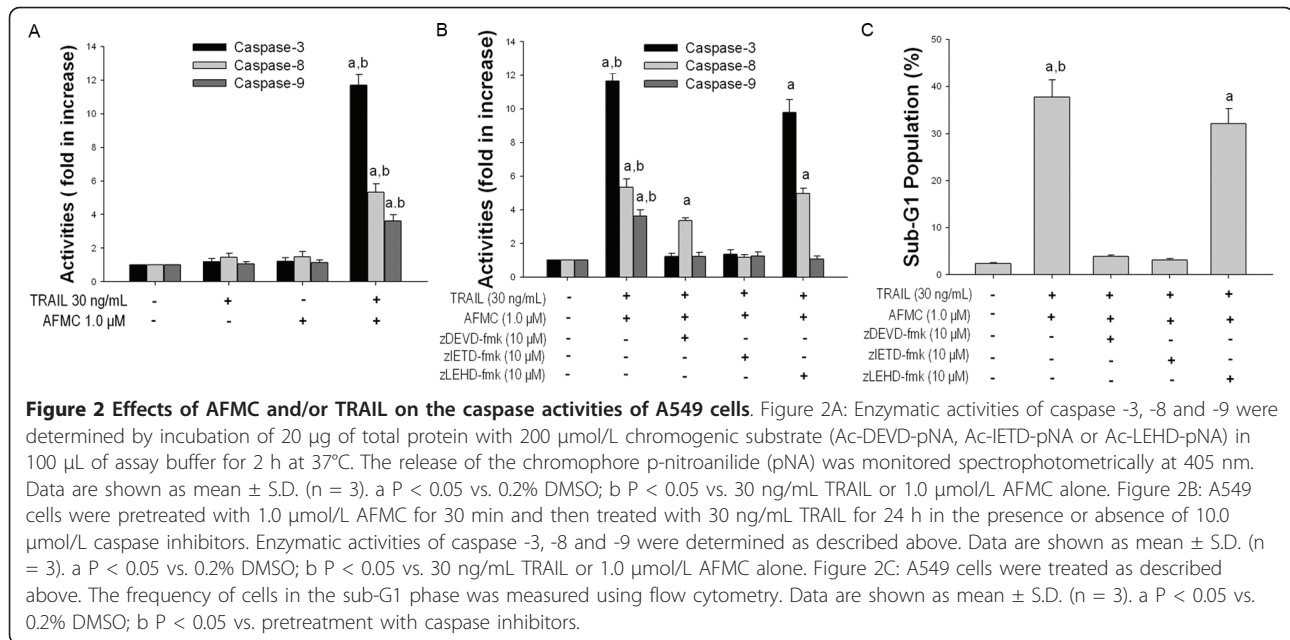 A
Activities ( fold in increase)
14
12
10
8
6
4
2
0
Caspase-3
Caspase-8
Caspase-9
a,b
a,b
a.b
TRAIL 30 ng/mL - + - +
AFMC 1.0 µM - - + +
B
Activities (fold in increase)
14
12
10
8
6
4
2
0
Caspase-3
Caspase-8
Caspase-9
a,b
a,b
a,b
a
a
a
TRAIL (30 ng/mL) - + + + +
AFMC (1.0 µM) - + + + +
zDEVD-fmk (10 µM) - - + - -
zIETD-fmk (10 µM) - - - + -
zLEHD-fmk (10 µM) - - - - +
C
Sub-G1 Population (%)
50
40
30
20
10
0
a,b
a
TRAIL (30 ng/mL) - + + + +
AFMC (1.0 µM) - + + + +
zDEVD-fmk (10 µM) - - + - -
zIETD-fmk (10 µM) - - - + -
zLEHD-fmk (10 µM) - - - - +
Figure 2 Effects of AFMC and/or TRAIL on the caspase activities of A549 cells. Figure 2A: Enzymatic activities of caspase -3, -8 and -9 were
determined by incubation of 20 µg of total protein with 200 µmol/L chromogenic substrate (Ac-DEVD-pNA, Ac-IETD-pNA or Ac-LEHD-pNA) in
100 µL of assay buffer for 2 h at 37°C. The release of the chromophore p-nitroanilide (pNA) was monitored spectrophotometrically at 405 nm.
Data are shown as mean ± S.D. (n = 3). a P < 0.05 vs. 0.2% DMSO; b P < 0.05 vs. 30 ng/mL TRAIL or 1.0 µmol/L AFMC alone. Figure 2B: A549
cells were pretreated with 1.0 µmol/L AFMC for 30 min and then treated with 30 ng/mL TRAIL for 24 h in the presence or absence of 10.0
µmol/L caspase inhibitors. Enzymatic activities of caspase -3, -8 and -9 were determined as described above. Data are shown as mean ± S.D. (n
= 3). a P < 0.05 vs. 0.2% DMSO; b P < 0.05 vs. 30 ng/mL TRAIL or 1.0 µmol/L AFMC alone. Figure 2C: A549 cells were treated as described
above. The frequency of cells in the sub-G1 phase was measured using flow cytometry. Data are shown as mean ± S.D. (n = 3). a P < 0.05 vs.
0.2% DMSO; b P < 0.05 vs. pretreatment with caspase inhibitors.